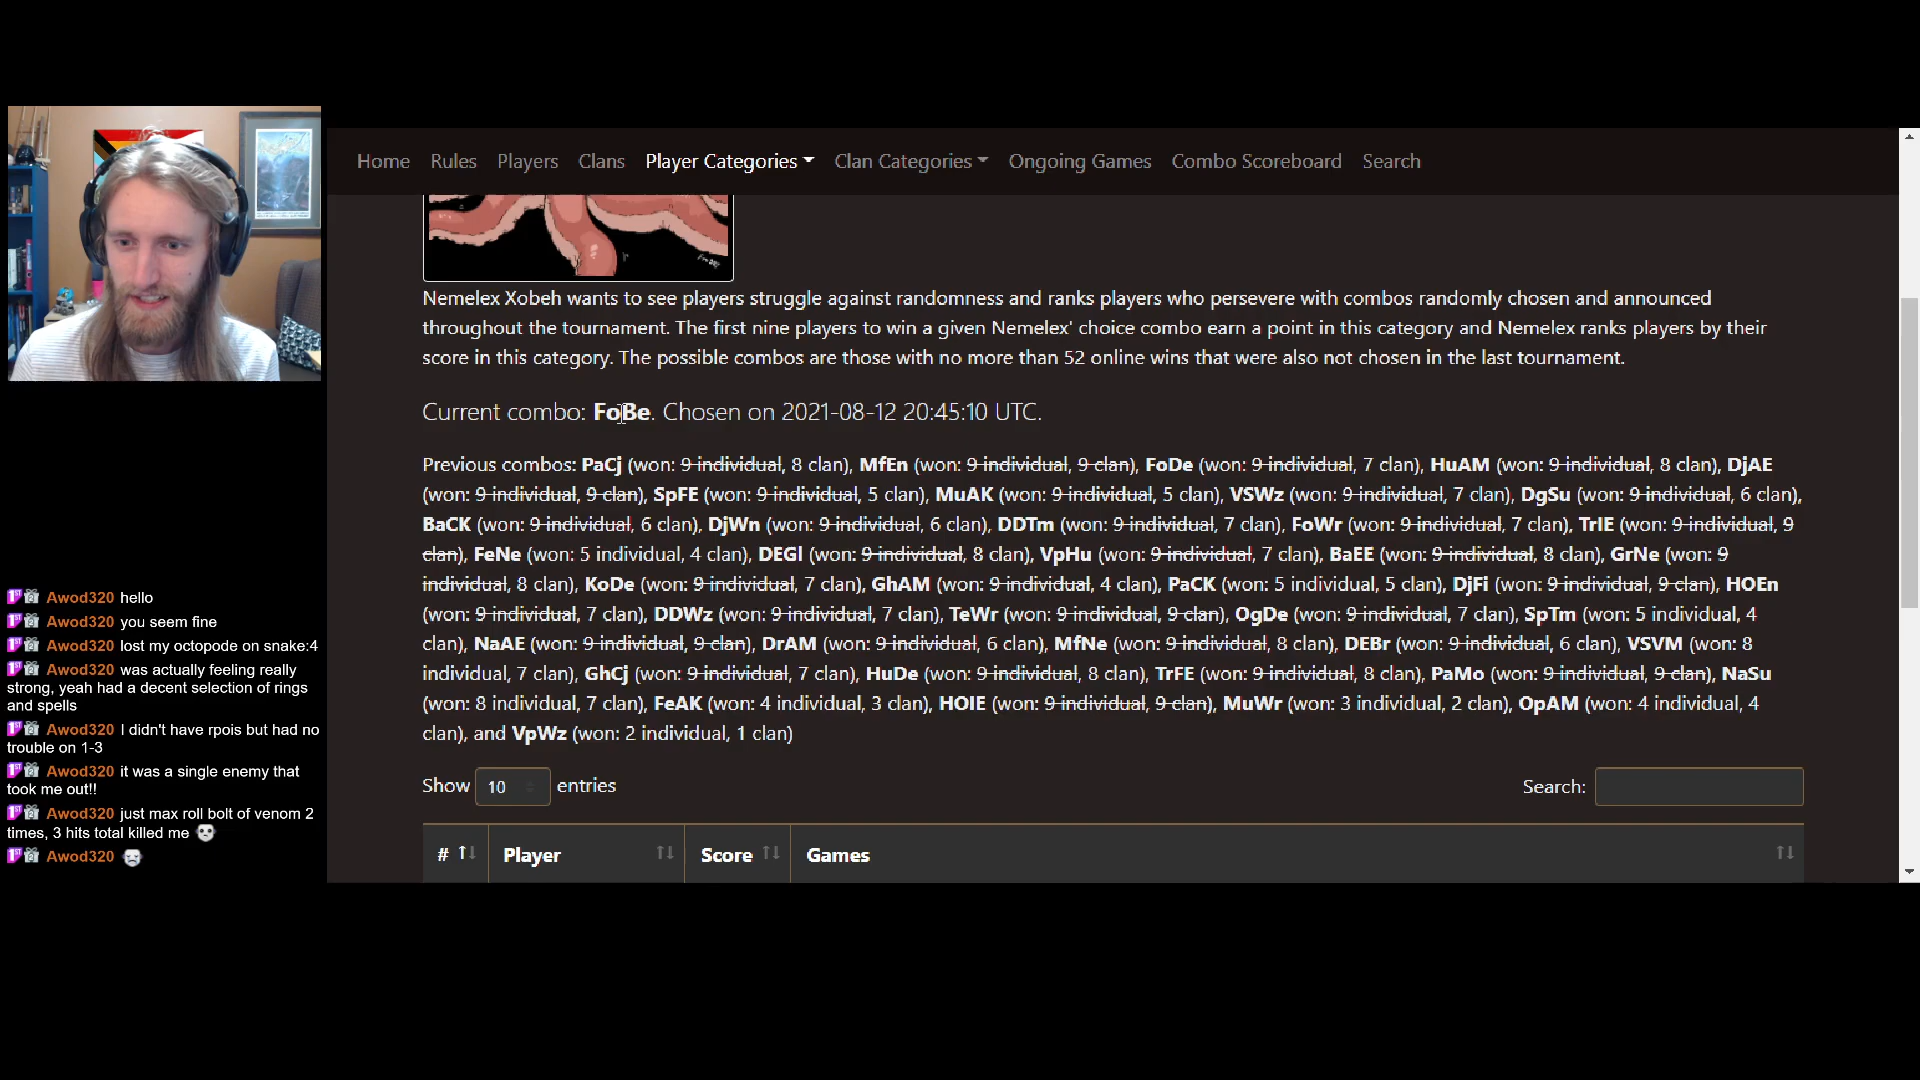 Home Rules Players Clans Player Categories Clan Categories Ongoing Games Combo Scoreboard Search
Nemelex Xobeh wants to see players struggle against randomness and ranks players who persevere with combos randomly chosen and announced
throughout the tournament. The first nine players to win a given Nemelex' choice combo earn a point in this category and Nemelex ranks players by their
score in this category. The possible combos are those with no more than 52 online wins that were also not chosen in the last tournament.
Current combo: FoBe. Chosen on 2021-08-12 20:45:10 UTC.
Previous combos: PaCj (won: 9 individual, 8 clan), MfEn (won: 9 individual, 9 clan), FoDe (won: 9 individual, 7 clan), HuAM (won: 9 individual, 8 clan), DjAE
(won: 9 individual, 9 clan), SpFE (won: 9 individual, 5 clan), MuAK (won: 9 individual, 5 clan), VSWz (won: 9 individual, 7 clan), DgSu (won: 9 individual, 6 clan),
BaCK (won: 9 individual, 6 clan), DjWn (won: 9 individual, 6 clan), DDTm (won: 9 individual, 7 clan), FoWr (won: 9 individual, 7 clan), TrIE (won: 9 individual, 9
clan), FeNe (won: 5 individual, 4 clan), DEGl (won: 9 individual, 8 clan), VpHu (won: 9 individual, 7 clan), BaEE (won: 9 individual, 8 clan), GrNe (won: 9
individual, 8 clan), KoDe (won: 9 individual, 7 clan), GhAM (won: 9 individual, 4 clan), PaCK (won: 5 individual, 5 clan), DjFi (won: 9 individual, 9 clan), HOEn
(won: 9 individual, 7 clan), DDWz (won: 9 individual, 7 clan), TeWr (won: 9 individual, 9 clan), OgDe (won: 9 individual, 7 clan), SpTm (won: 5 individual, 4
clan), NaAE (won: 9 individual, 9 clan), DrAM (won: 9 individual, 6 clan), MfNe (won: 9 individual, 8 clan), DEBr (won: 9 individual, 6 clan), VSVM (won: 8
individual, 7 clan), GhCj (won: 9 individual, 7 clan), HuDe (won: 9 individual, 8 clan), TrFE (won: 9 individual, 8 clan), PaMo (won: 9 individual, 9 clan), NaSu
(won: 8 individual, 7 clan), FeAK (won: 4 individual, 3 clan), HOIE (won: 9 individual, 9 clan), MuWr (won: 3 individual, 2 clan), OpAM (won: 4 individual, 4
clan), and VpWz (won: 2 individual, 1 clan)
Show 10 entries Search:
# Player Score Games
Awod320 hello
Awod320 you seem fine
Awod320 lost my octopode on snake:4
Awod320 was actually feeling really
strong, yeah had a decent selection of rings
and spells
Awod320 I didn't have rpois but had no
trouble on 1-3
Awod320 it was a single enemy that
took me out!!
Awod320 just max roll bolt of venom 2
times, 3 hits total killed me
Awod320